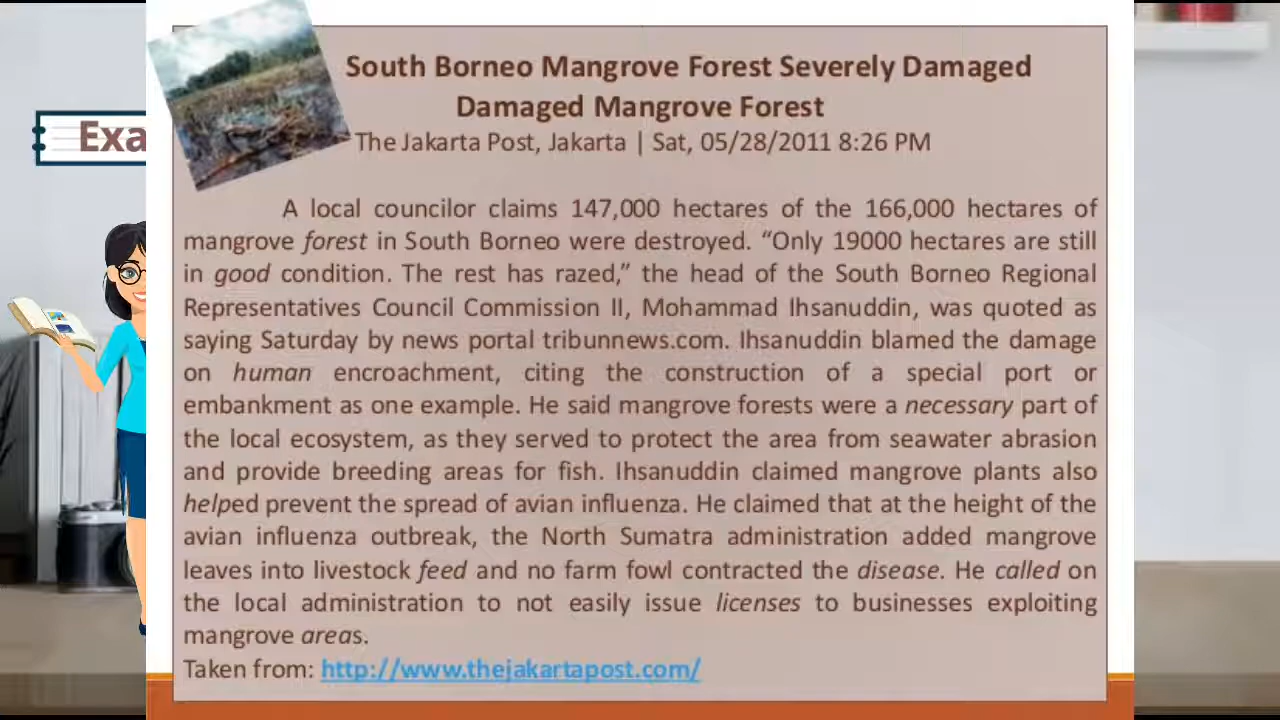 South Borneo Mangrove Forest Severely Damaged
Damaged Mangrove Forest
The Jakarta Post, Jakarta | Sat, 05/28/2011 8:26 PM
Exa
A local councilor claims 147,000 hectares of the 166,000 hectares of
mangrove forest in South Borneo were destroyed. “Only 19000 hectares are still
in good condition. The rest has razed,” the head of the South Borneo Regional
Representatives Council Commission II, Mohammad Ihsanuddin, was quoted as
saying Saturday by news portal tribunnews.com. Ihsanuddin blamed the damage
on human encroachment, citing the construction of a special port or
embankment as one example. He said mangrove forests were a necessary part of
the local ecosystem, as they served to protect the area from seawater abrasion
and provide breeding areas for fish. Ihsanuddin claimed mangrove plants also
helped prevent the spread of avian influenza. He claimed that at the height of the
avian influenza outbreak, the North Sumatra administration added mangrove
leaves into livestock feed and no farm fowl contracted the disease. He called on
the local administration to not easily issue licenses to businesses exploiting
mangrove areas.
Taken from: http://www.thejakartapost.com/